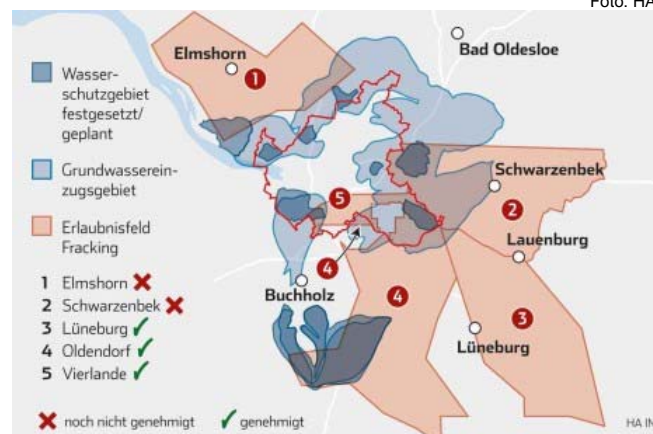 Foto: HA
Elmshorn
1
Bad Oldesloe
Wasser-
schutzgebiet
festgesetzt/
geplant
Grundwasserein-
zugsgebiet
Erlaubnisfeld
Fracking
Schwarzenbek
5
2
Lauenburg
4
Buchholz
4
3
Lüneburg
1 Elmshorn ✗
2 Schwarzenbek ✗
3 Lüneburg ✓
4 Oldendorf ✓
5 Vierlande ✓
✗ noch nicht genehmigt ✓ genehmigt
HA IN